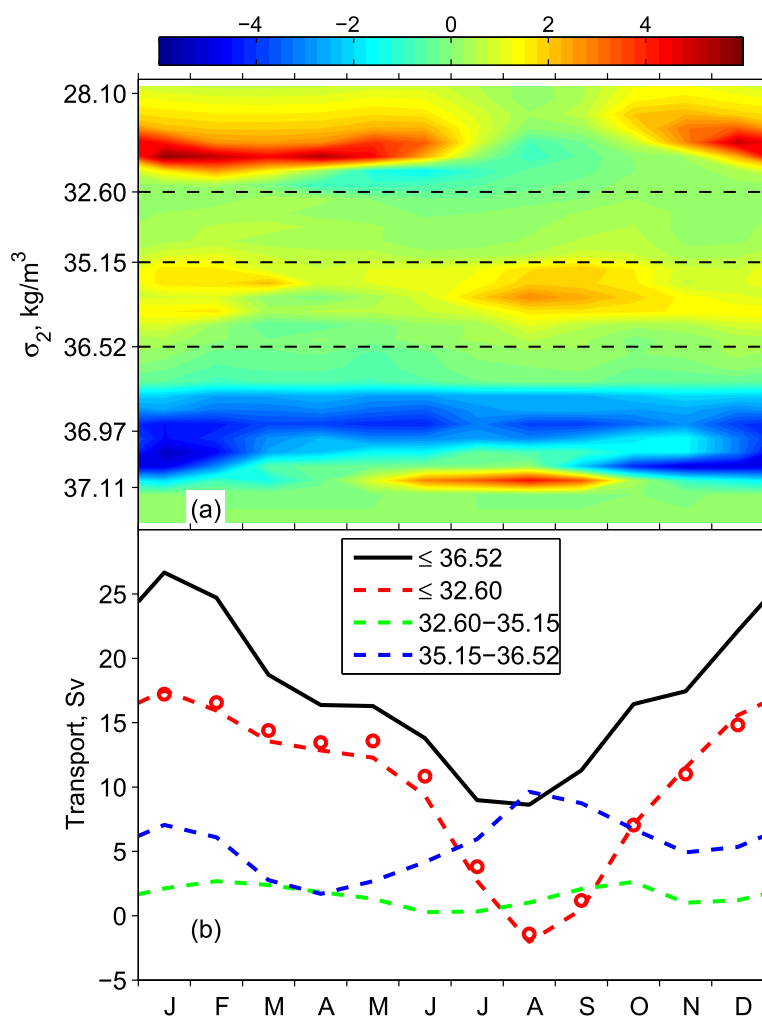 −4 −2 0 2 4
28.10
32.60
35.15
36.52
36.97
37.11
σ2, kg/m3
(a)
≤ 36.52
≤ 32.60
32.60−35.15
35.15−36.52
25
20
15
10
5
0
−5
Transport, Sv
(b)
J F M A M J J A S O N D